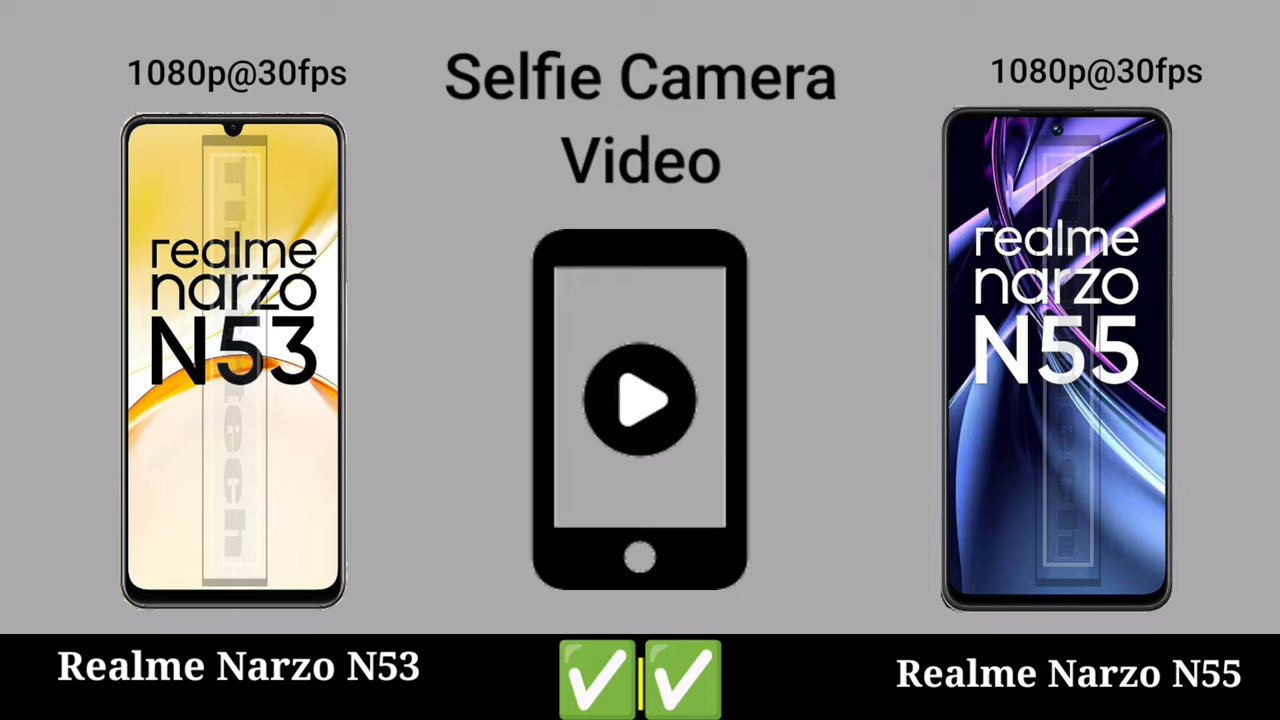 1080p@30fps
Selfie Camera
Video
1080p@30fps
realme
narzo
N53
realme
narzo
N55
Realme Narzo N53
Realme Narzo N55